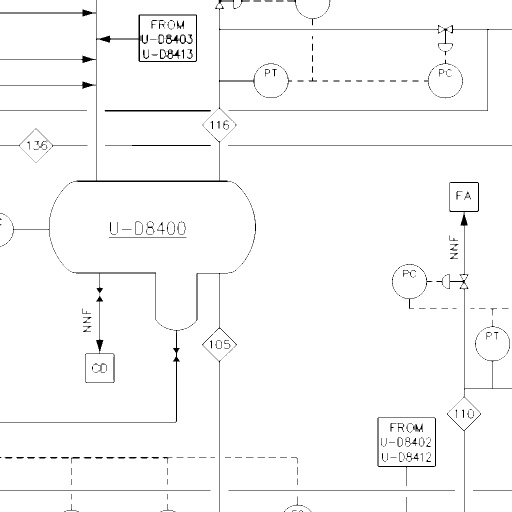 FROM
U-D8403
U-D8413
PT
PC
116
136
FA
U-D8400
NNF
PC
NNF
PT
105
CD
110
FROM
U-D8402
U-D8412